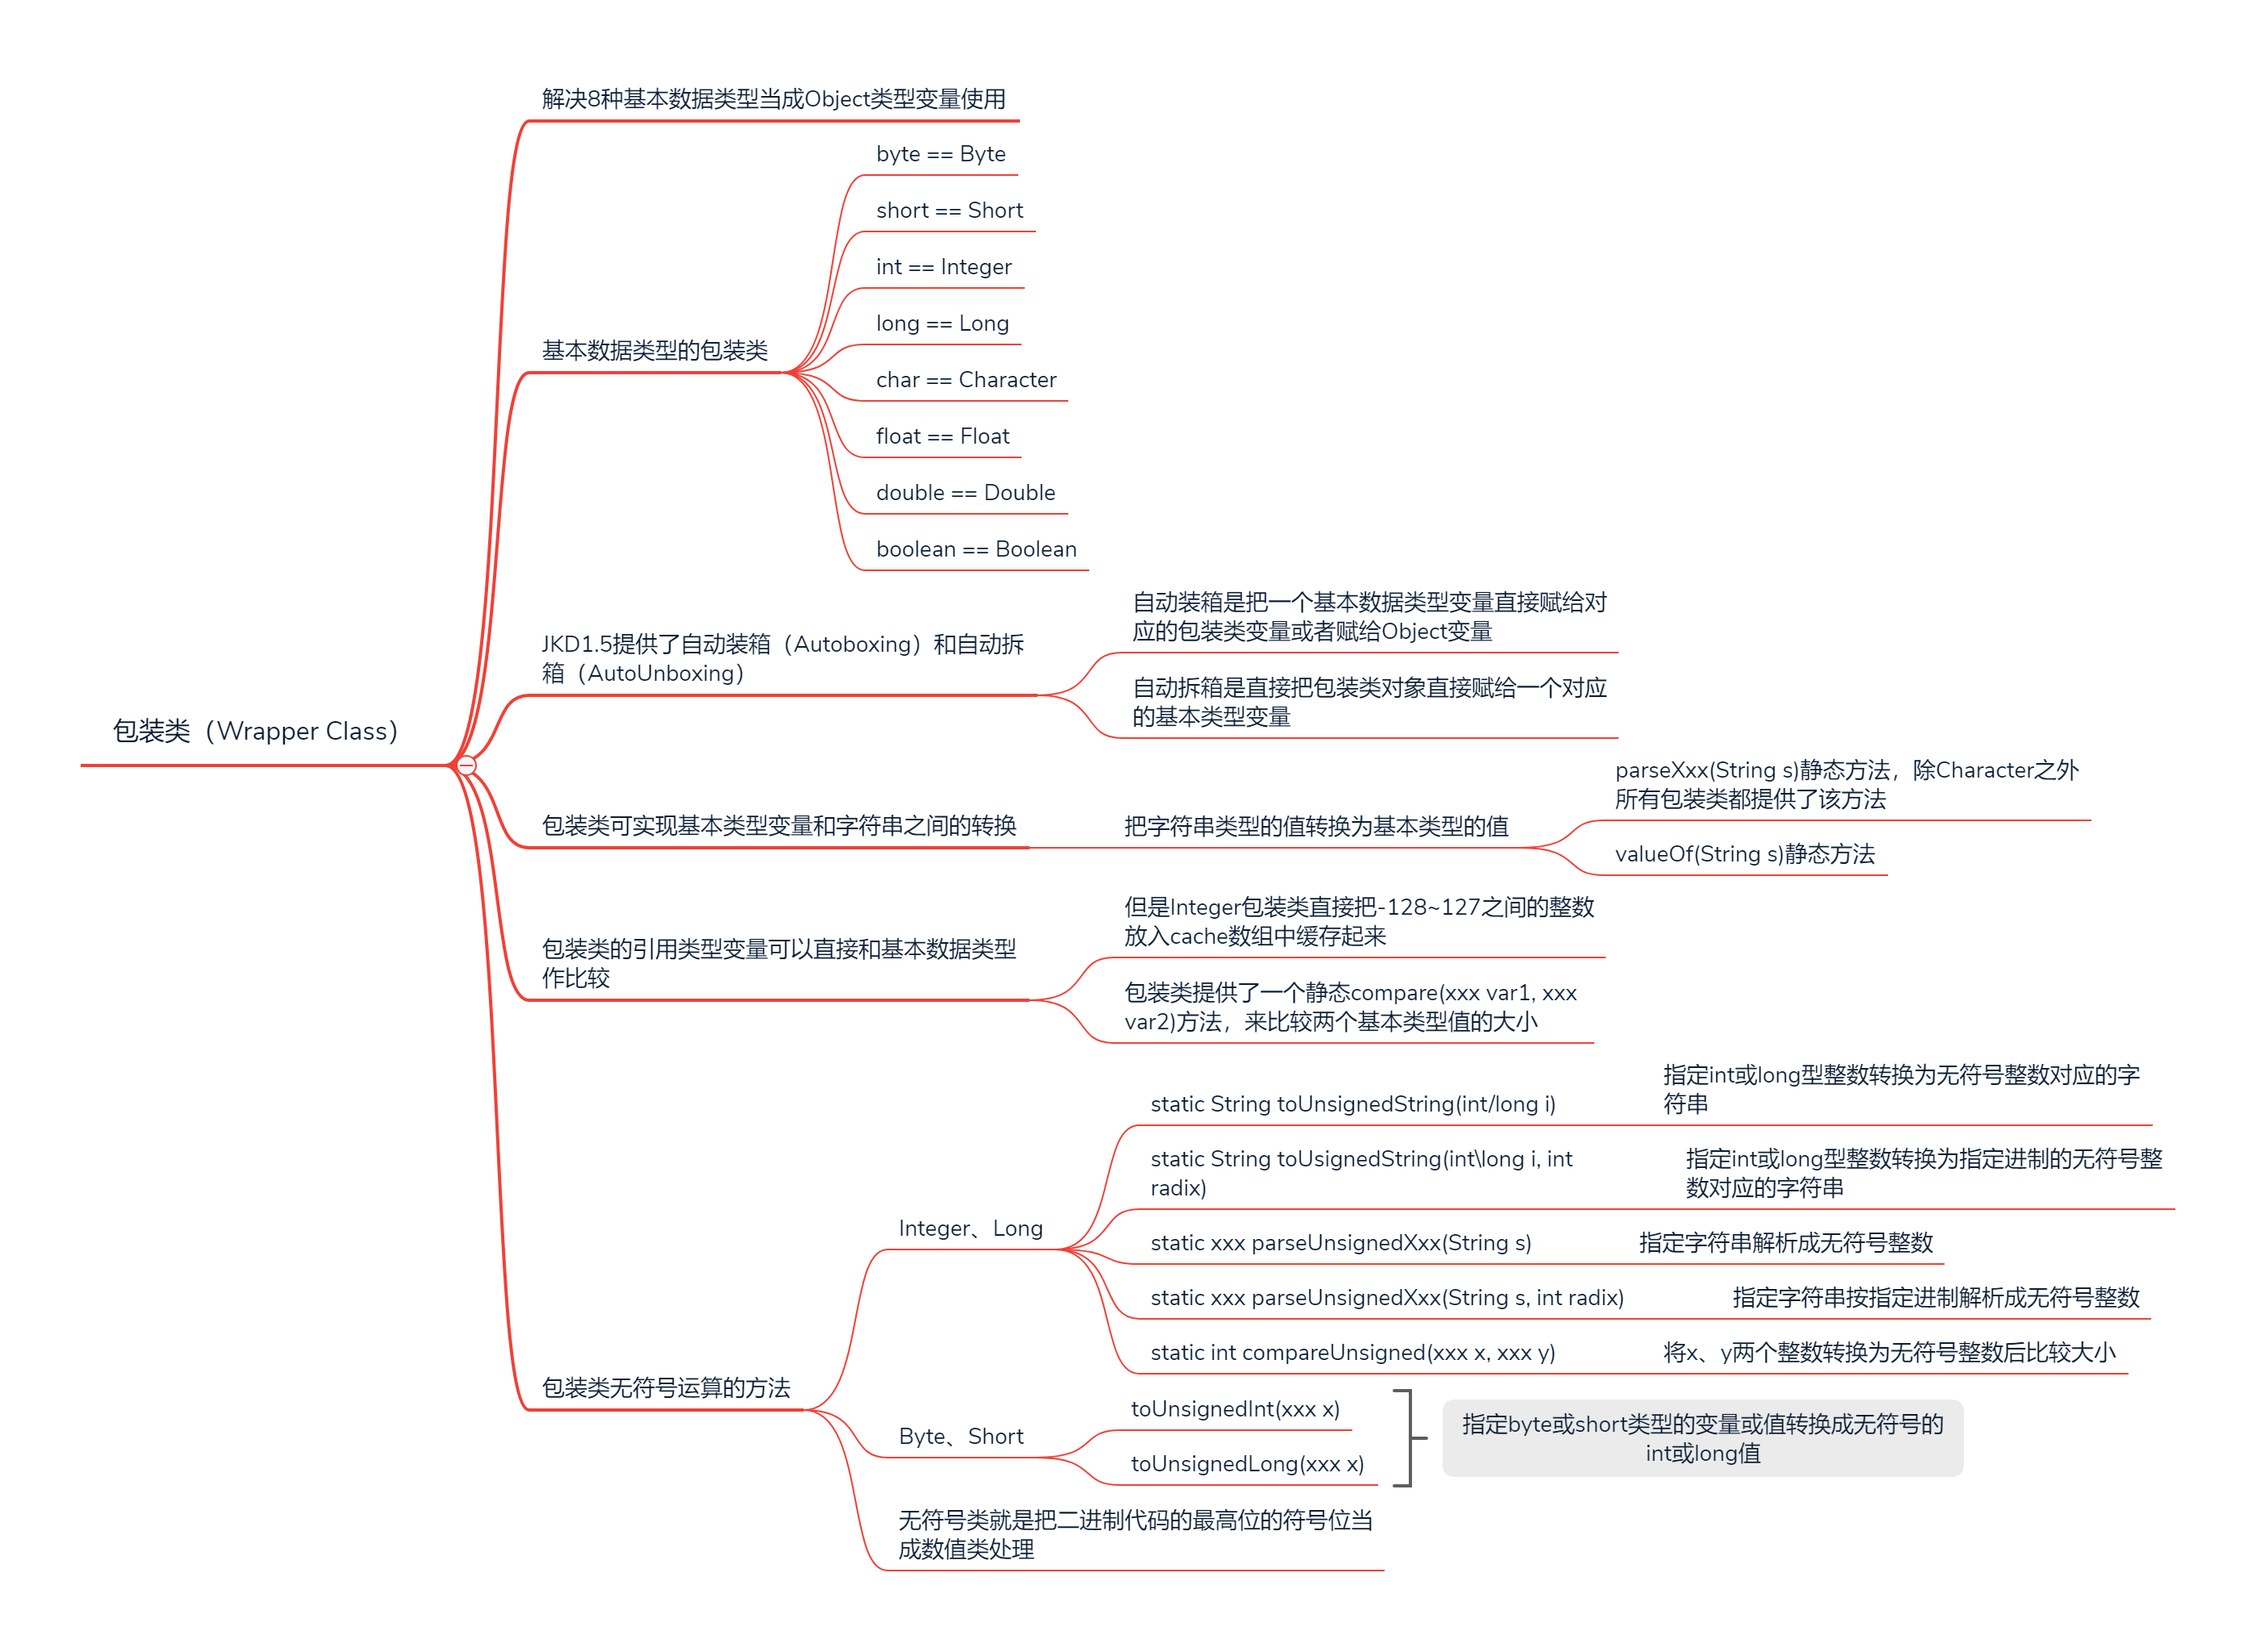 解决8种基本数据类型当成Object类型变量使用
byte == Byte
short == Short
int == Integer
long == Long
基本数据类型的包装类
char == Character
float == Float
double == Double
boolean == Boolean
自动装箱是把一个基本数据类型变量直接赋给对
应的包装类变量或者赋给Object变量
JKD1.5提供了自动装箱（Autoboxing）和自动拆
箱（AutoUnboxing）
自动拆箱是直接把包装类对象直接赋给一个对应
的基本类型变量
包装类（Wrapper Class）
parseXxx(String s)静态方法，除Character之外
所有包装类都提供了该方法
包装类可实现基本类型变量和字符串之间的转换
把字符串类型的值转换为基本类型的值
valueOf(String s)静态方法
但是Integer包装类直接把-128~127之间的整数
放入cache数组中缓存起来
包装类的引用类型变量可以直接和基本数据类型
作比较
包装类提供了一个静态compare(xxx var1, xxx
var2)方法，来比较两个基本类型值的大小
static String toUnsignedString(int/long i)
指定int或long型整数转换为无符号整数对应的字
符串
static String toUsignedString(int\long i, int
radix)
指定int或long型整数转换为指定进制的无符号整
数对应的字符串
Integer、Long
static xxx parseUnsignedXxx(String s)
指定字符串解析成无符号整数
static xxx parseUnsignedXxx(String s, int radix)
指定字符串按指定进制解析成无符号整数
static int compareUnsigned(xxx x, xxx y)
将x、y两个整数转换为无符号整数后比较大小
包装类无符号运算的方法
toUnsignedInt(xxx x)
Byte、Short
toUnsignedLong(xxx x)
指定byte或short类型的变量或值转换成无符号的
int或long值
无符号类就是把二进制代码的最高位的符号位当
成数值类处理